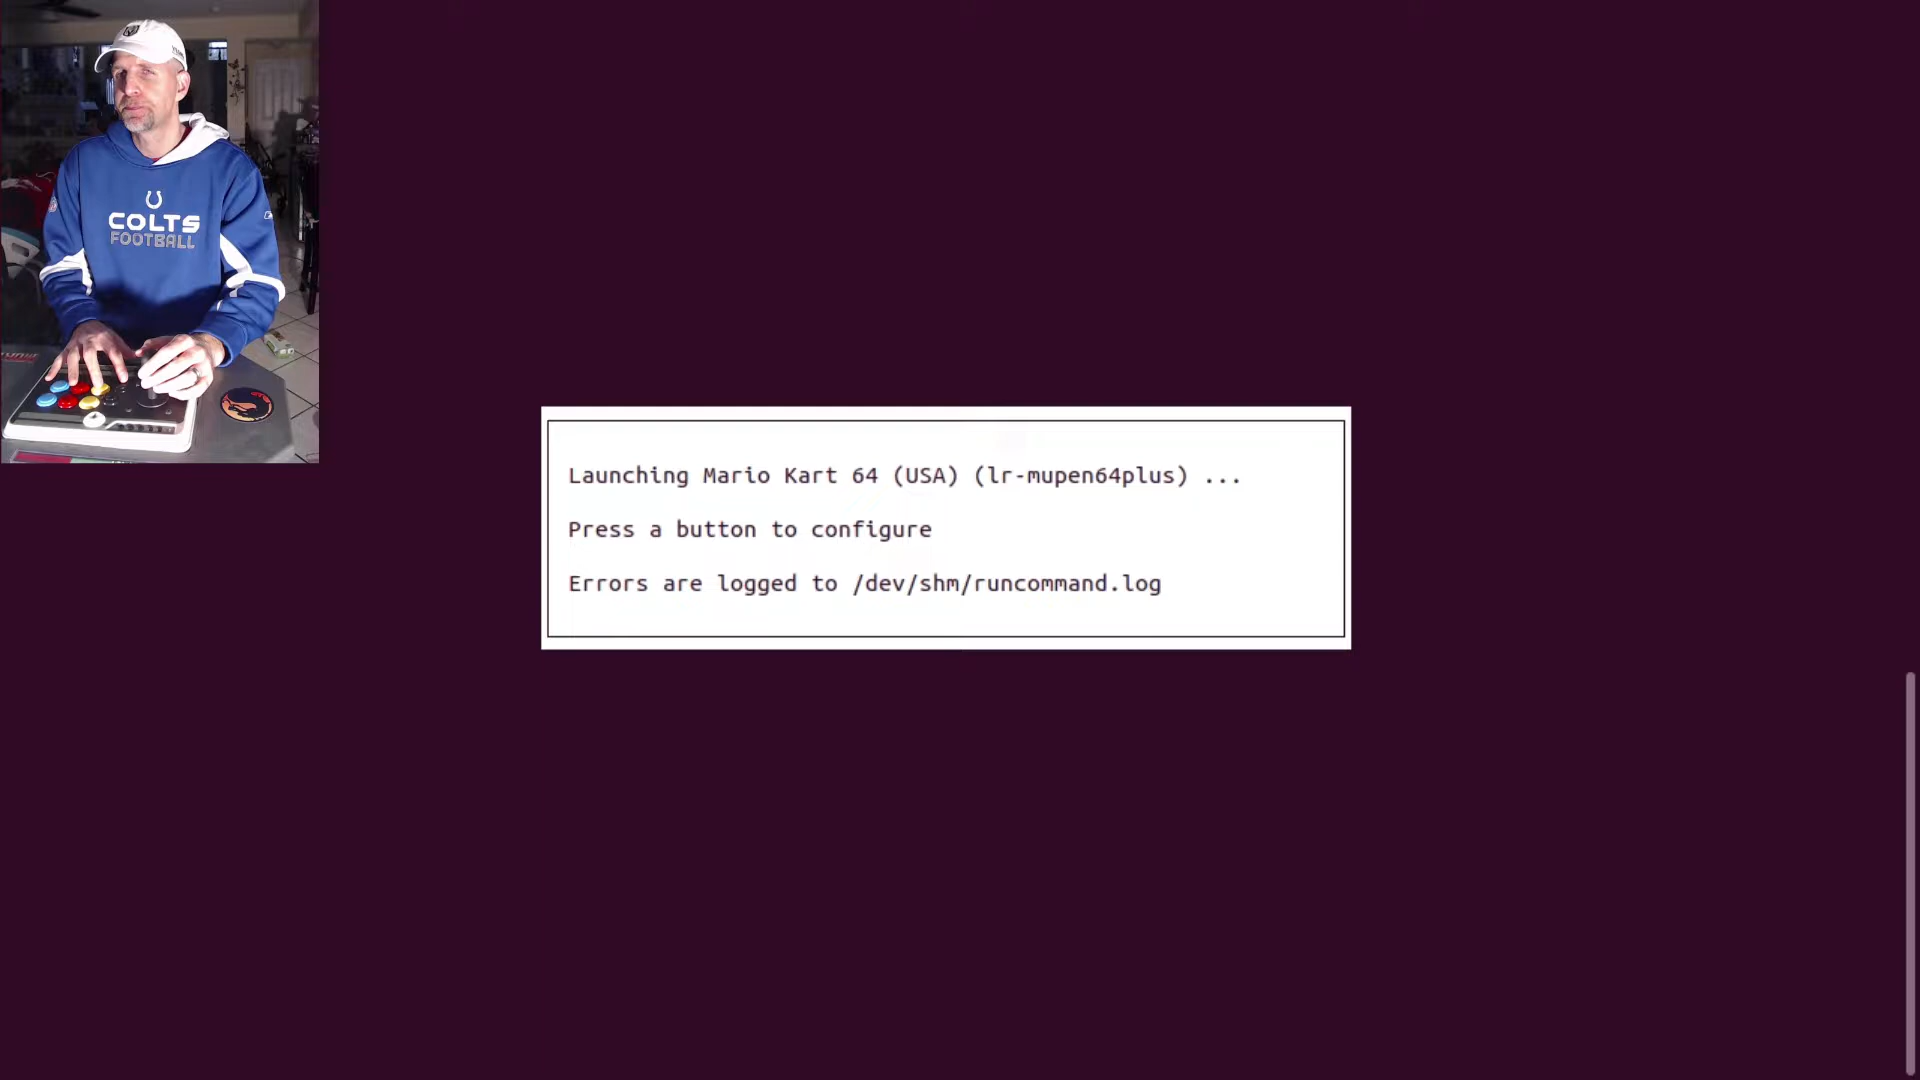 COLTS
FOOTBALL
Launching Mario Kart 64 (USA) (lr-mupen64plus) ...
Press a button to configure
Errors are logged to /dev/shm/runcommand.log